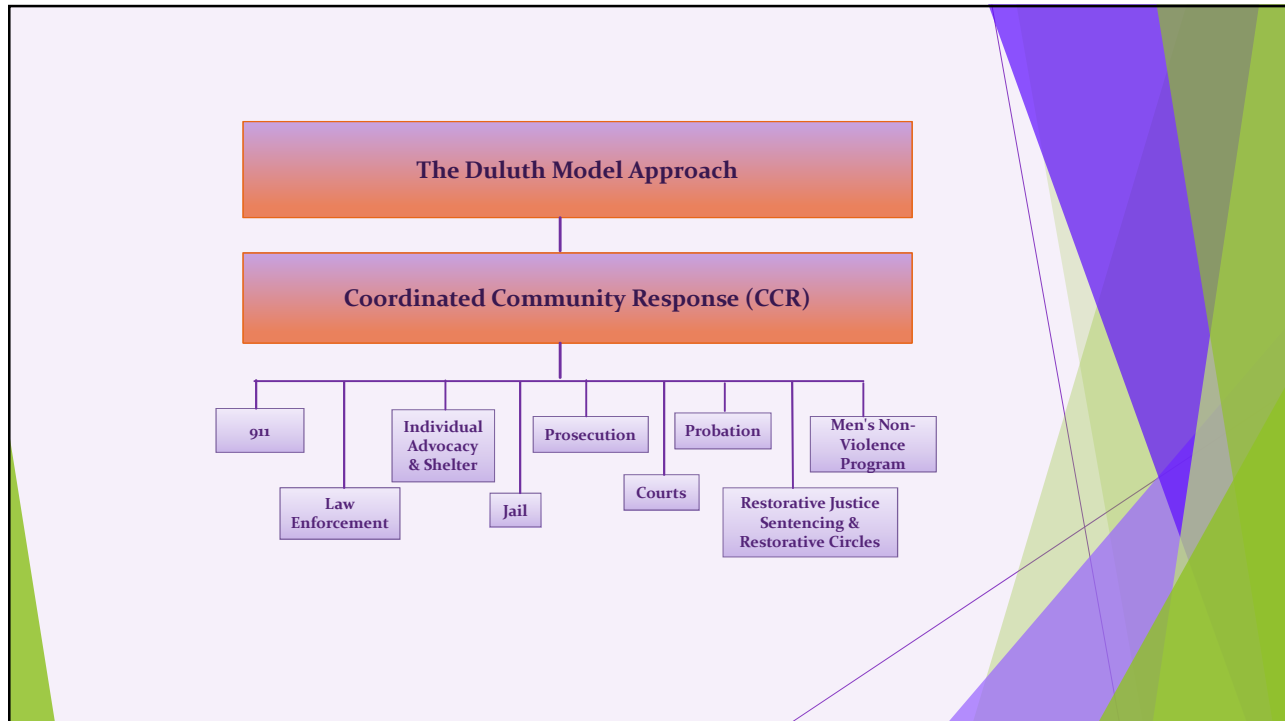 The Duluth Model Approach
Coordinated Community Response (CCR)
911
Law
Enforcement
Individual
Advocacy
& Shelter
Jail
Prosecution
Courts
Probation
Restorative Justice
Sentencing &
Restorative Circles
Men's Non-
Violence
Program